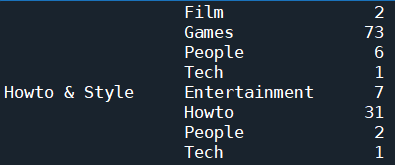 Film 2
Games 73
People 6
Tech 1
Howto & Style Entertainment 7
Howto 31
People 2
Tech 1